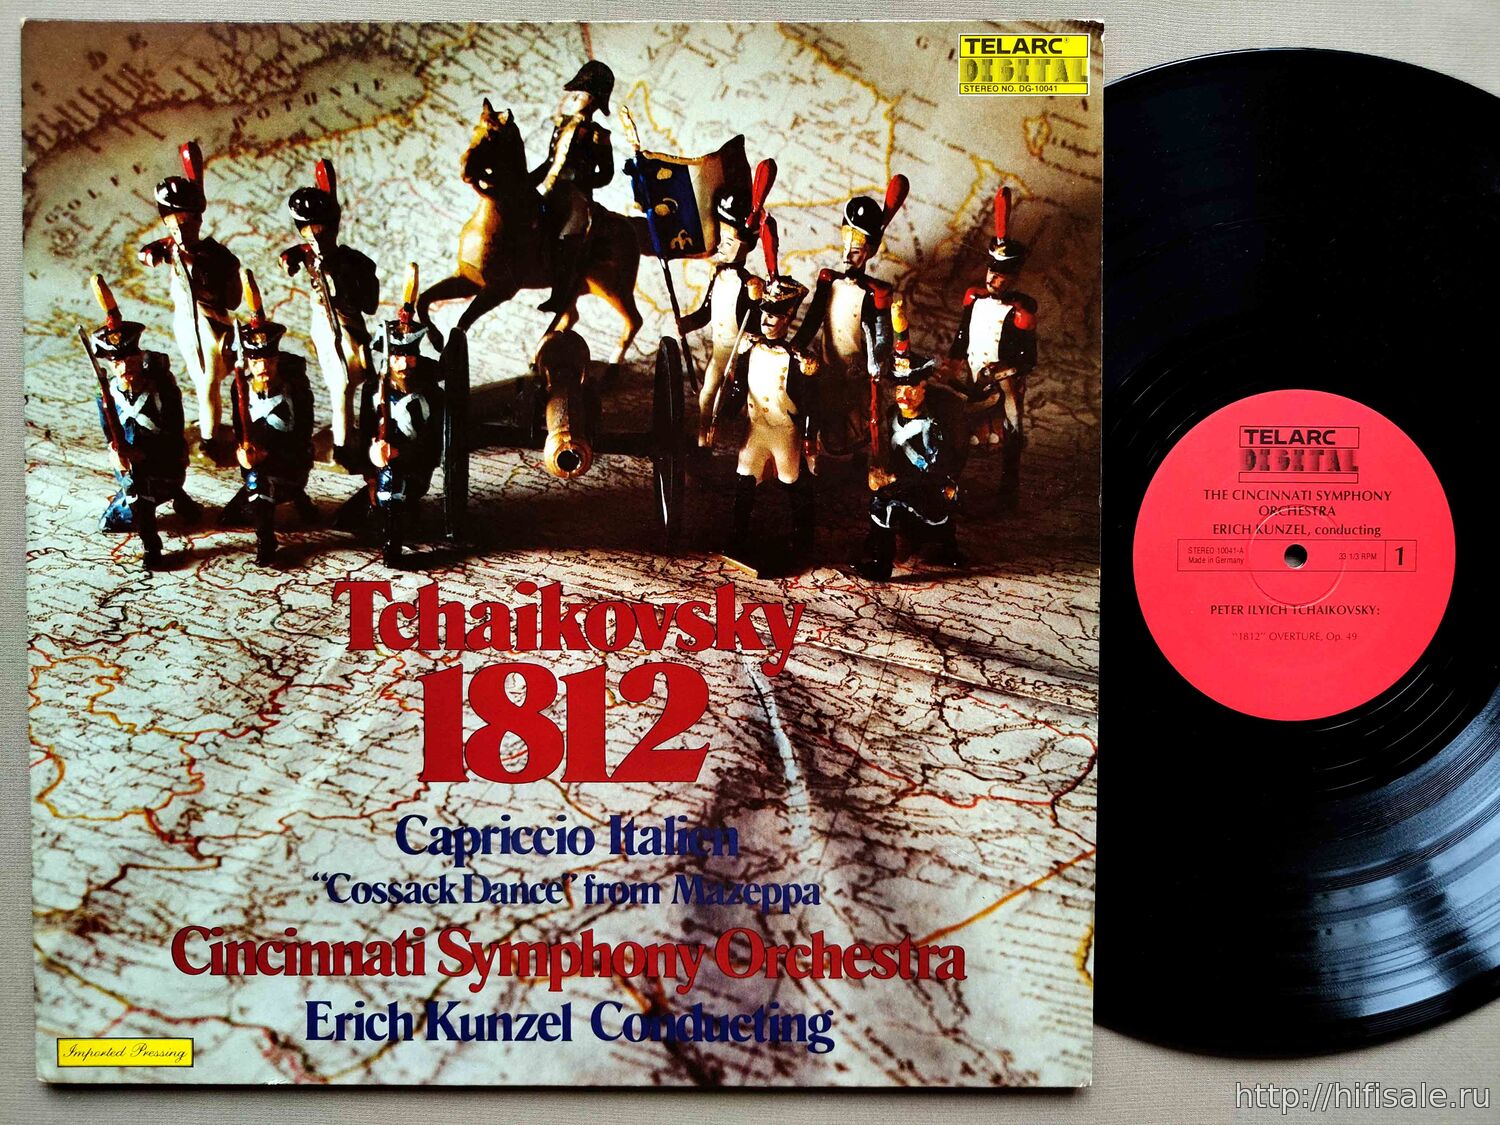 TELARC®
DIGITAL
STEREO NO. DG-10041
GOLFE
BOTHNIE
Tchaikovsky
1812
Capriccio Italien
“Cossack Dance” from Mazeppa
Cincinnati Symphony Orchestra
Erich Kunzel Conducting
Imported Pressing
TELARC
DIGITAL
THE CINCINNATI SYMPHONY
ORCHESTRA
ERICH KUNZEL, conducting
STEREO 10041-A
Made in Germany
33 1/3 RPM
1
PETER ILYICH TCHAIKOVSKY:
"1812" OVERTURE, Op. 49
http://hifisale.ru